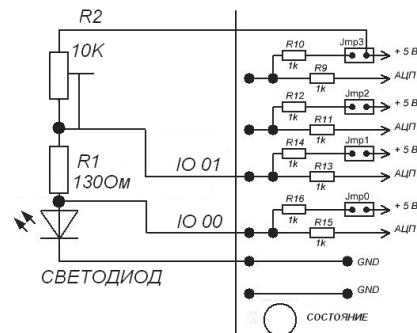 R2
10K
R1
130Ом
IO 01
IO 00
СВЕТОДИОД
R10
1k
Jmp3
+ 5 В
R9
1k
АЦП
R12
1k
Jmp2
+ 5 В
R11
1k
АЦП
R14
1k
Jmp1
+ 5 В
R13
1k
АЦП
R16
1k
Jmp0
+ 5 В
R15
1k
АЦП
GND
GND
СОСТОЯНИЕ